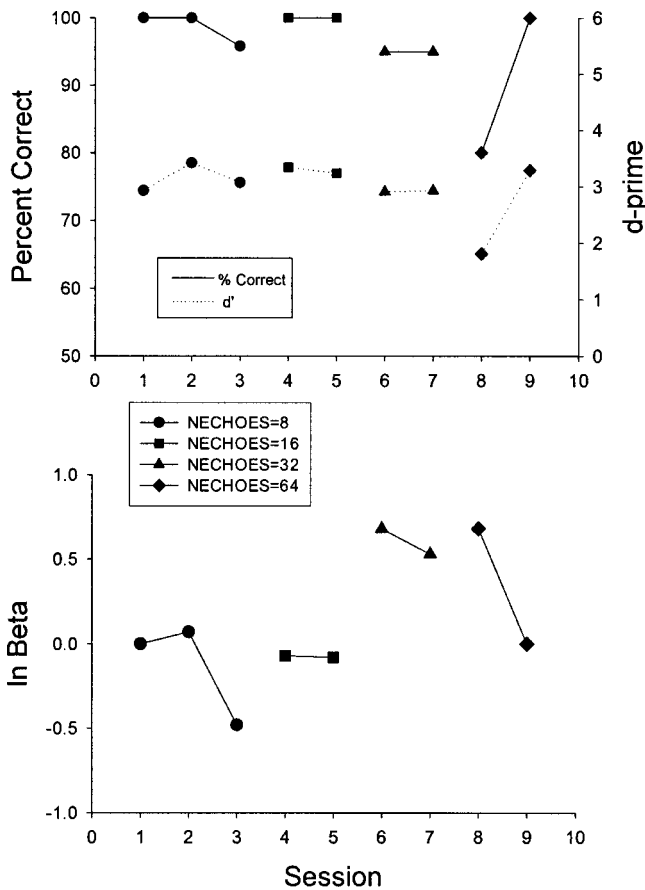 100
90
80
70
60
50
Percent Correct
6
5
4
3
2
1
0
d-prime
% Correct
d'
0 1 2 3 4 5 6 7 8 9 10
NECHOES=8
NECHOES=16
NECHOES=32
NECHOES=64
1.0
0.5
0.0
-0.5
-1.0
ln Beta
0 1 2 3 4 5 6 7 8 9 10
Session